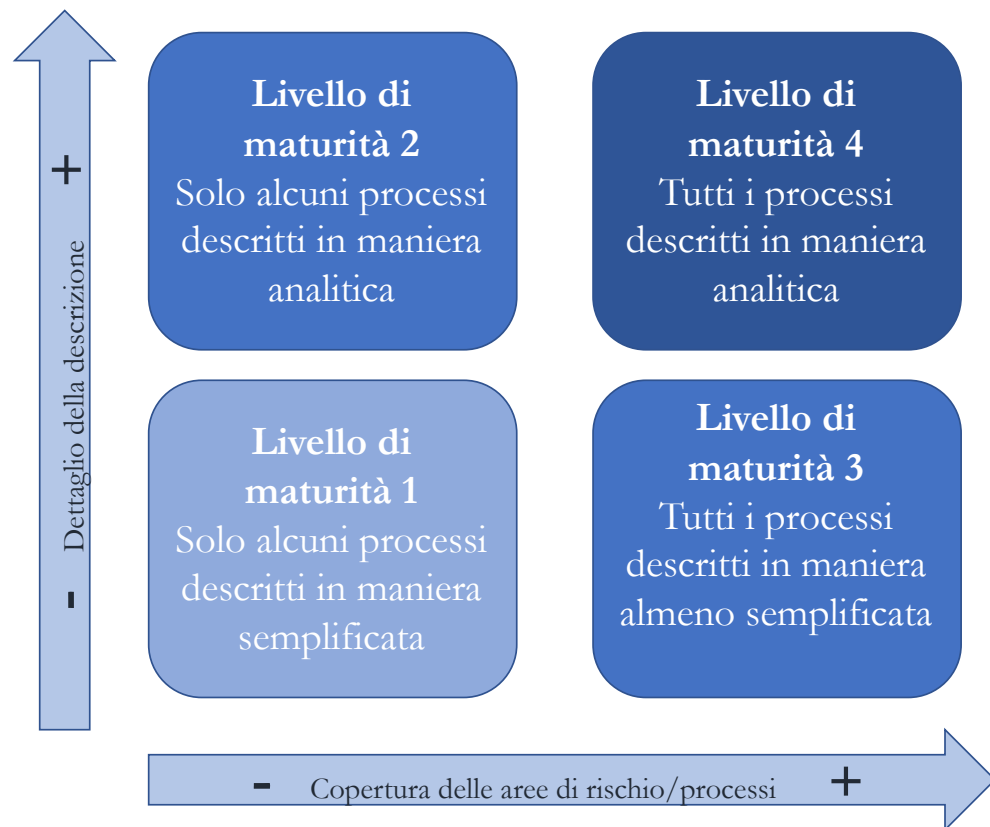 Livello di
maturità 2
Solo alcuni processi
descritti in maniera
analitica
Livello di
maturità 4
Tutti i processi
descritti in maniera
analitica
Livello di
maturità 1
Solo alcuni processi
descritti in maniera
semplificata
Livello di
maturità 3
Tutti i processi
descritti in maniera
almeno semplificata
- Dettaglio della descrizione +
- Copertura delle aree di rischio/processi +